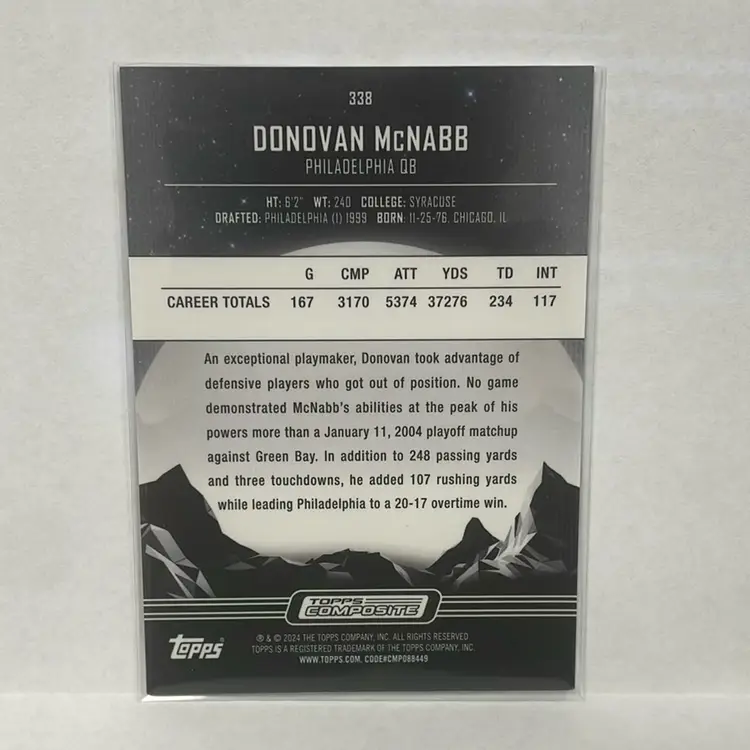 338
DONOVAN McNABB
PHILADELPHIA QB
HT: 6'2" WT: 240 COLLEGE: SYRACUSE
DRAFTED: PHILADELPHIA (1) 1999 BORN: 11-25-76, CHICAGO, IL
G CMP ATT YDS TD INT
CAREER TOTALS 167 3170 5374 37276 234 117
An exceptional playmaker, Donovan took advantage of
defensive players who got out of position. No game
demonstrated McNabb's abilities at the peak of his
powers more than a January 11, 2004 playoff matchup
against Green Bay. In addition to 248 passing yards
and three touchdowns, he added 107 rushing yards
while leading Philadelphia to a 20-17 overtime win.
TOPPS
COMPOSITE
topps®
® & © 2024 THE TOPPS COMPANY, INC. ALL RIGHTS RESERVED
TOPPS IS A REGISTERED TRADEMARK OF THE TOPPS COMPANY, INC.
WWW.TOPPS.COM. CODE#CMP088449